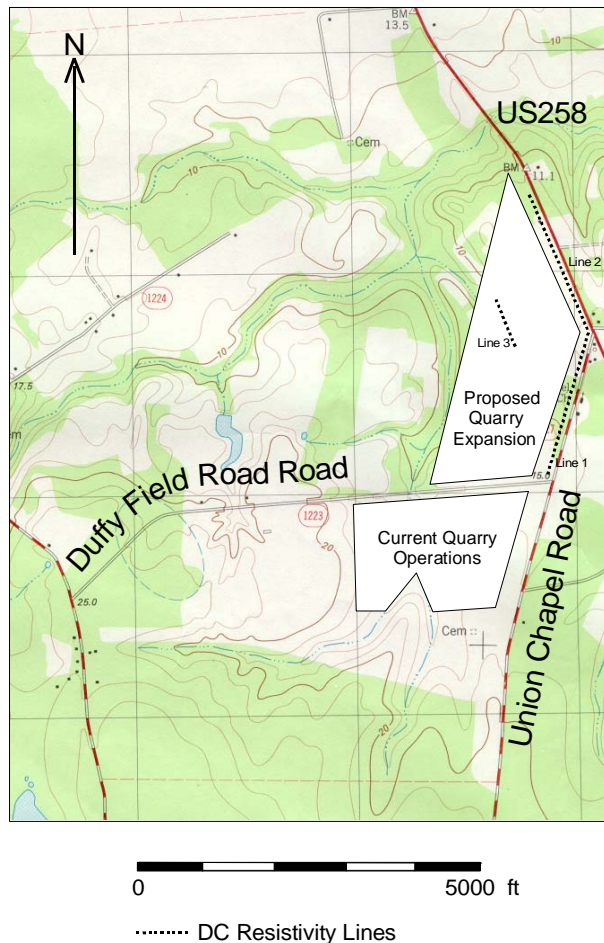 BM
13.5
10
N
US258
Cem
10
BM 11.1
Line 2
1224
Line 3
10
17.5
Proposed
Quarry
Expansion
em
Line 1
15.0
Duffy Field Road Road
1223
Current Quarry
Operations
20
25.0
Cem
Union Chapel Road
20
0 5000 ft
DC Resistivity Lines